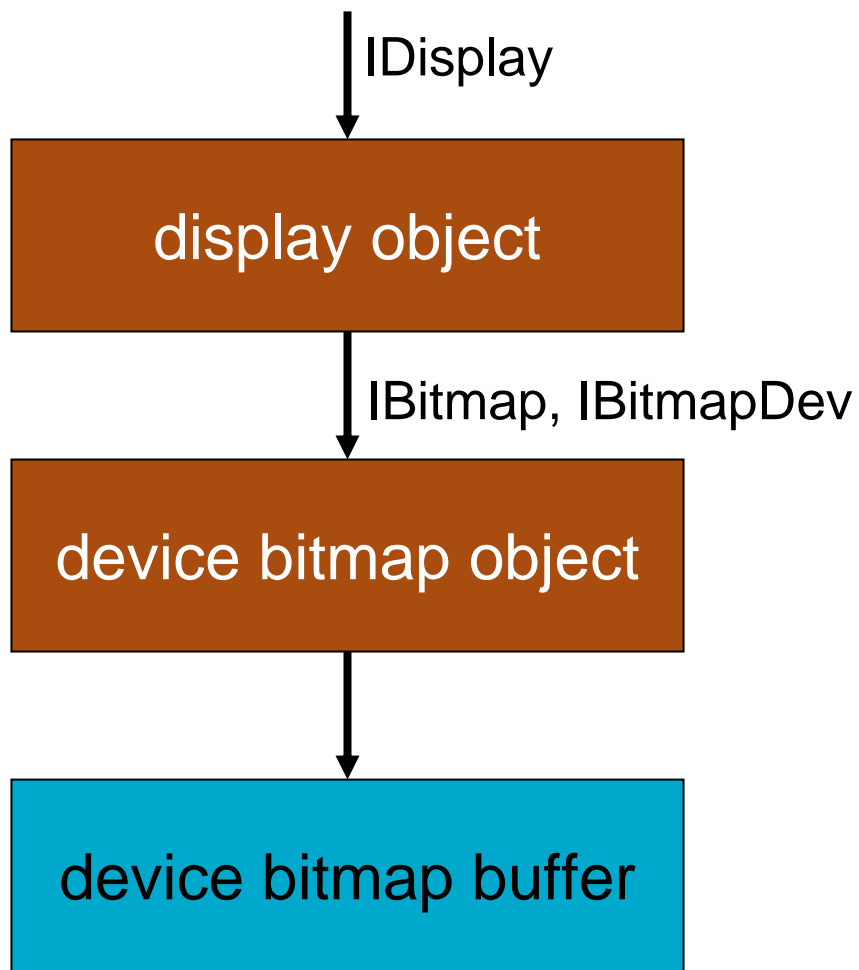 IDisplay
display object
IBitmap, IBitmapDev
device bitmap object
device bitmap buffer